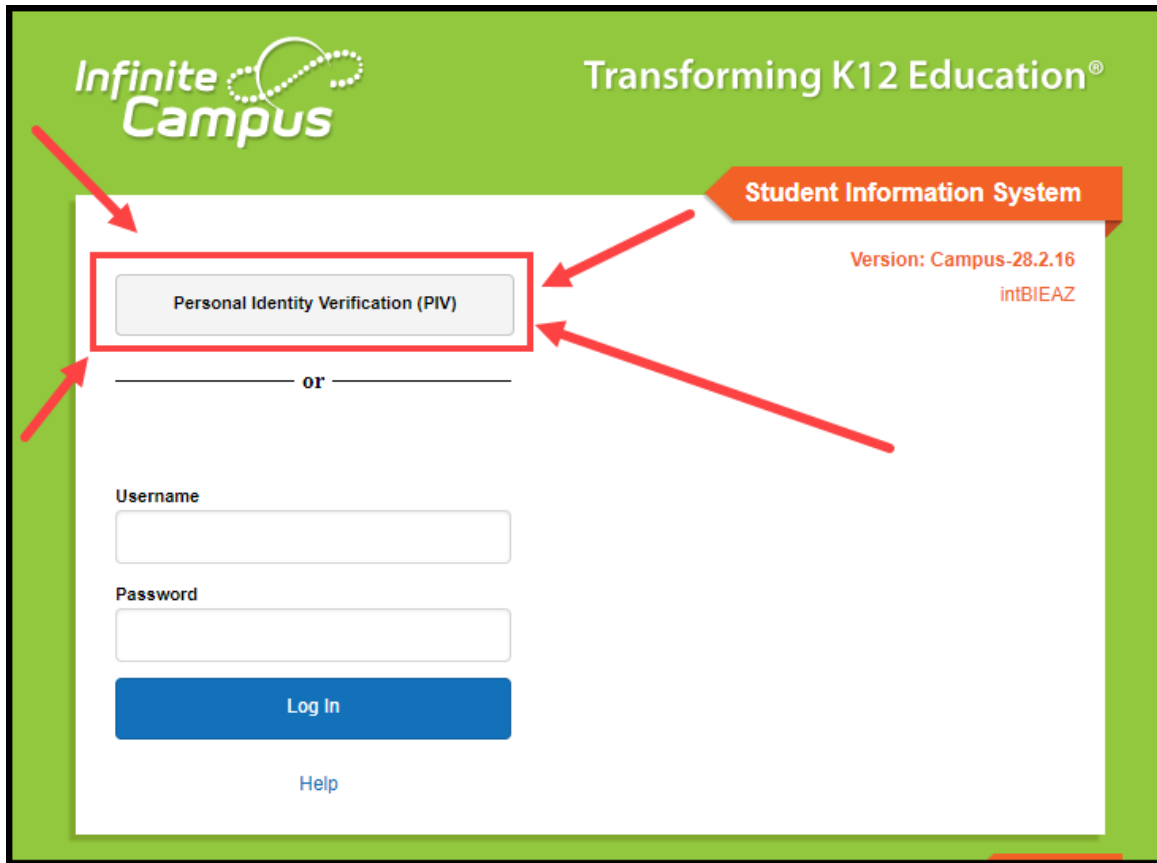 Infinite
Campus
Transforming K12 Education®
Student Information System
Version: Campus-28.2.16
intBIEAZ
Personal Identity Verification (PIV)
or
Username
Password
Log In
Help